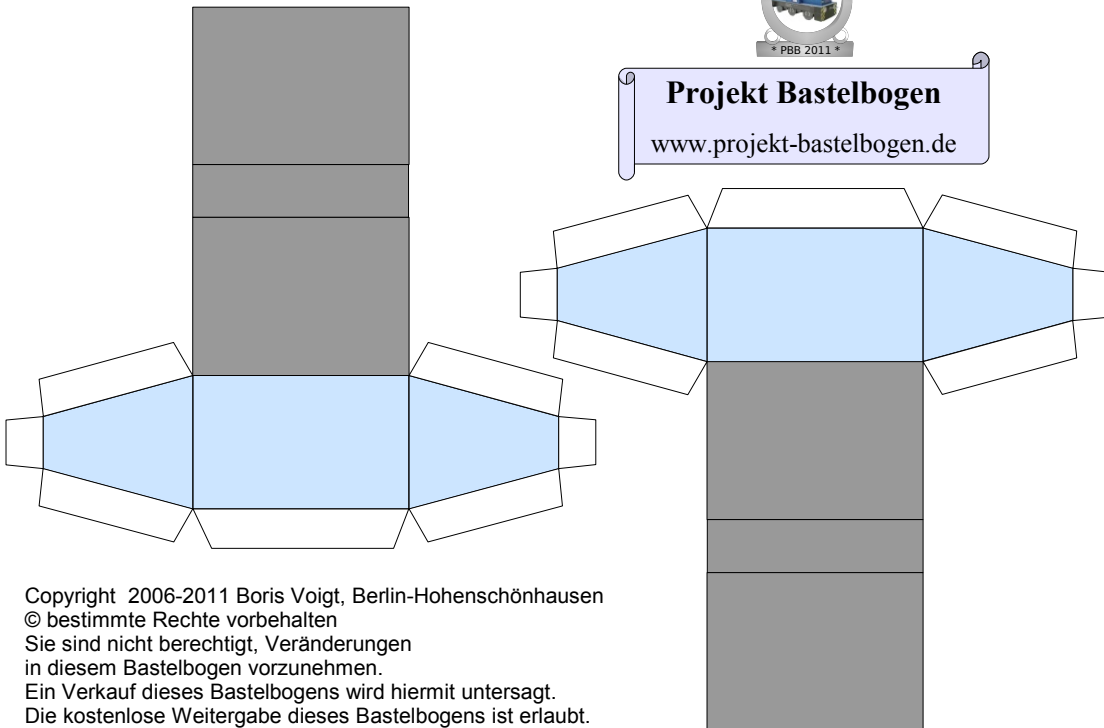 * PBB 2011 *
Projekt Bastelbogen
www.projekt-bastelbogen.de
Copyright  2006-2011 Boris Voigt, Berlin-Hohenschönhausen
© bestimmte Rechte vorbehalten
Sie sind nicht berechtigt, Veränderungen
in diesem Bastelbogen vorzunehmen.
Ein Verkauf dieses Bastelbogens wird hiermit untersagt.
Die kostenlose Weitergabe dieses Bastelbogens ist erlaubt.